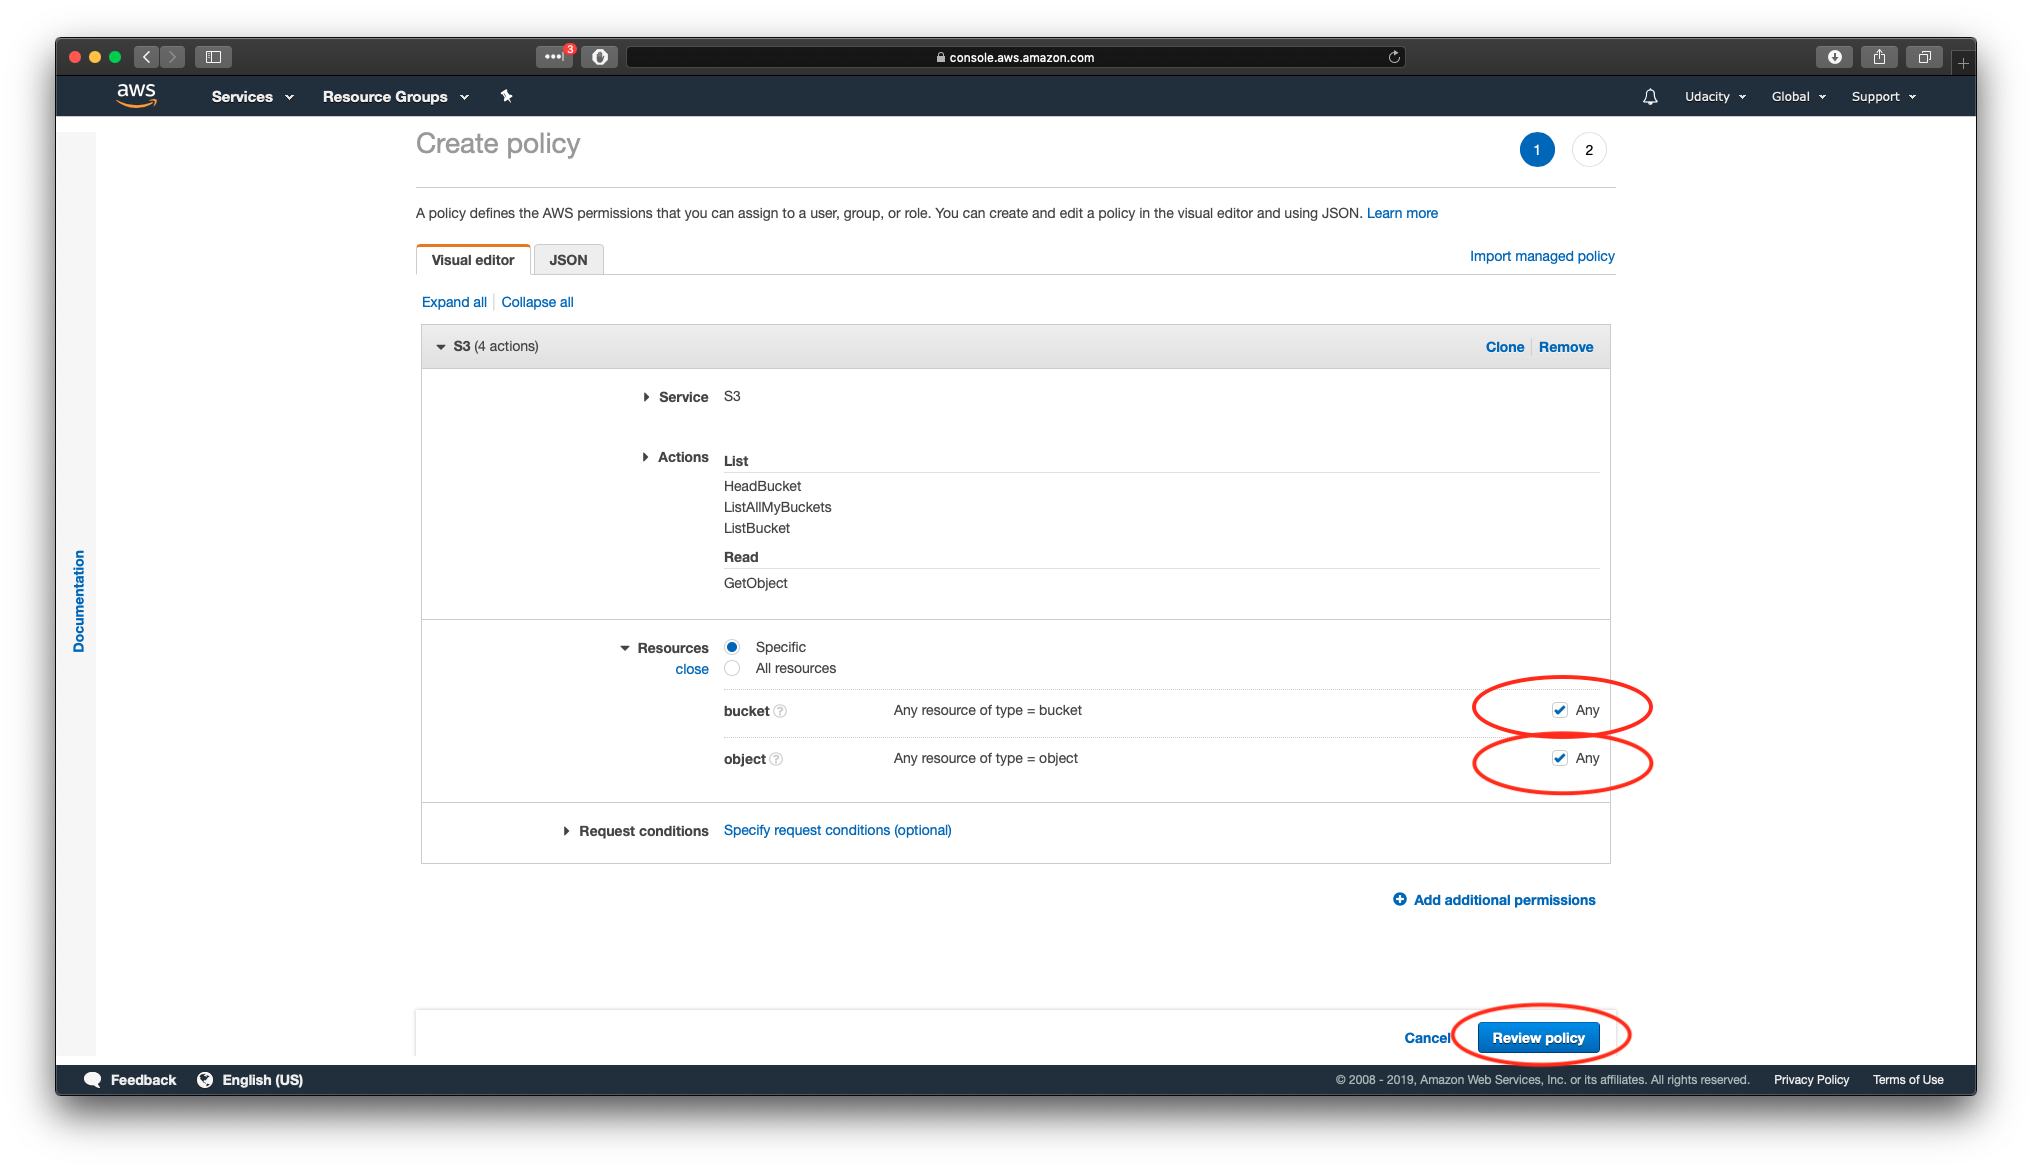 3
console.aws.amazon.com
aws
Services
Resource Groups
Udacity
Global
Support
Create policy
1
2
A policy defines the AWS permissions that you can assign to a user, group, or role. You can create and edit a policy in the visual editor and using JSON. Learn more
Visual editor
JSON
Import managed policy
Expand all
Collapse all
S3 (4 actions)
Clone
Remove
Service
S3
Actions
List
HeadBucket
ListAllMyBuckets
ListBucket
Read
GetObject
Documentation
Resources
close
Specific
All resources
bucket ?
Any resource of type = bucket
Any
object ?
Any resource of type = object
Any
Request conditions
Specify request conditions (optional)
Add additional permissions
Cancel
Review policy
Feedback
English (US)
© 2008 - 2019, Amazon Web Services, Inc. or its affiliates. All rights reserved.
Privacy Policy
Terms of Use